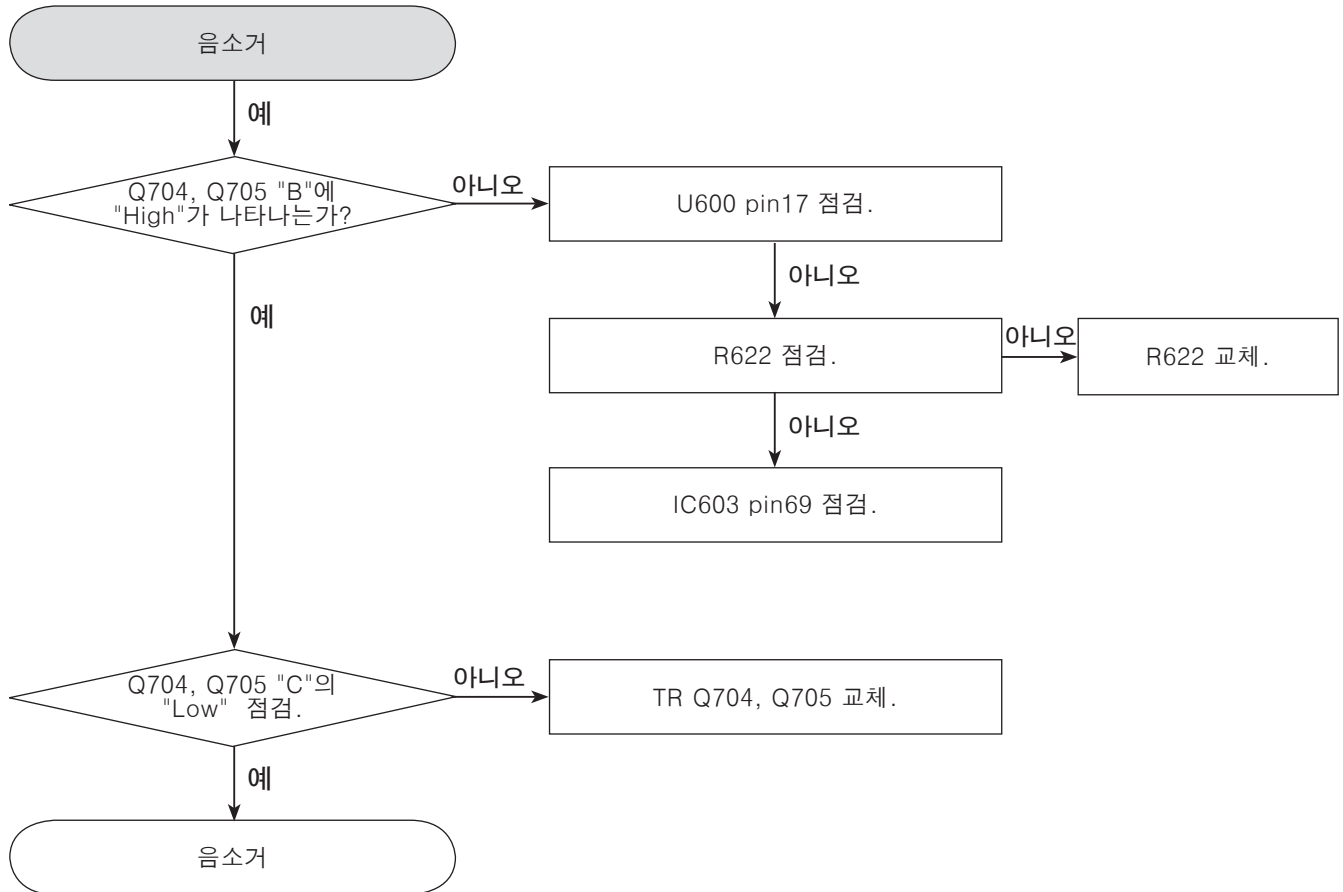 음소거
예
Q704, Q705 "B"에
"High"가 나타나는가?
아니오
U600 pin17 점검.
아니오
예
R622 점검.
아니오
R622 교체.
아니오
IC603 pin69 점검.
Q704, Q705 "C"의
"Low" 점검.
아니오
TR Q704, Q705 교체.
예
음소거